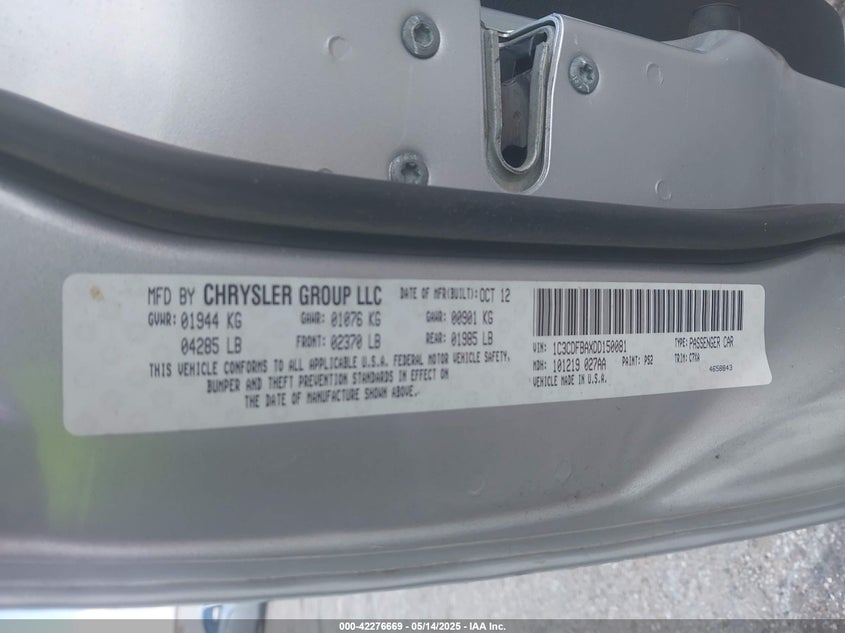 MFD BY CHRYSLER GROUP LLC DATE OF MFR(BUILT): OCT 12
GVWR: 01944 KG GAWR: 01076 KG GAWR: 00901 KG
04285 LB FRONT: 02370 LB REAR: 01985 LB
THIS VEHICLE CONFORMS TO ALL APPLICABLE U.S.A. FEDERAL MOTOR VEHICLE SAFETY,
BUMPER AND THEFT PREVENTION STANDARDS IN EFFECT ON
THE DATE OF MANUFACTURE SHOWN ABOVE.
VIN: 1C3CDFBAXDD150081 TYPE: PASSENGER CAR
MDH: 101219 027AA PAINT: PS2 TRIM: C7XA
VEHICLE MADE IN U.S.A. 4658843
000-42276669 - 05/14/2025 - IAA Inc.